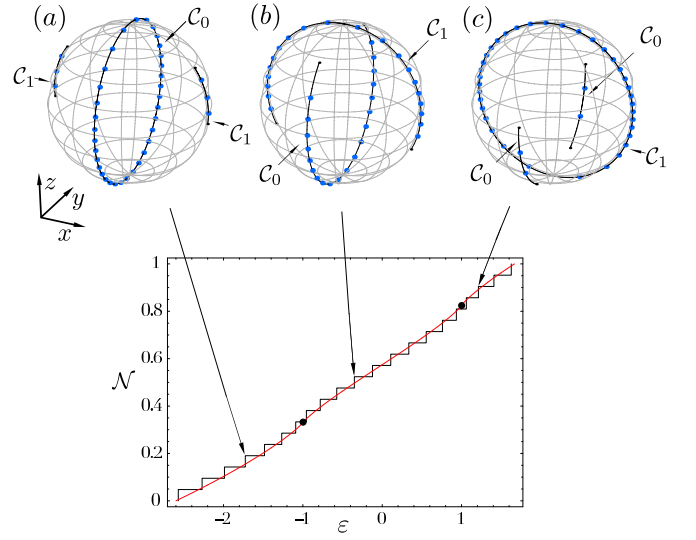 (a) (b) (c)
C₀ C₁ C₀
C₁ C₁
C₁ C₀ C₀ C₁
z
y
x
1
0.8
0.6
𝒩
0.4
0.2
0
-2 -1 0 1
ε